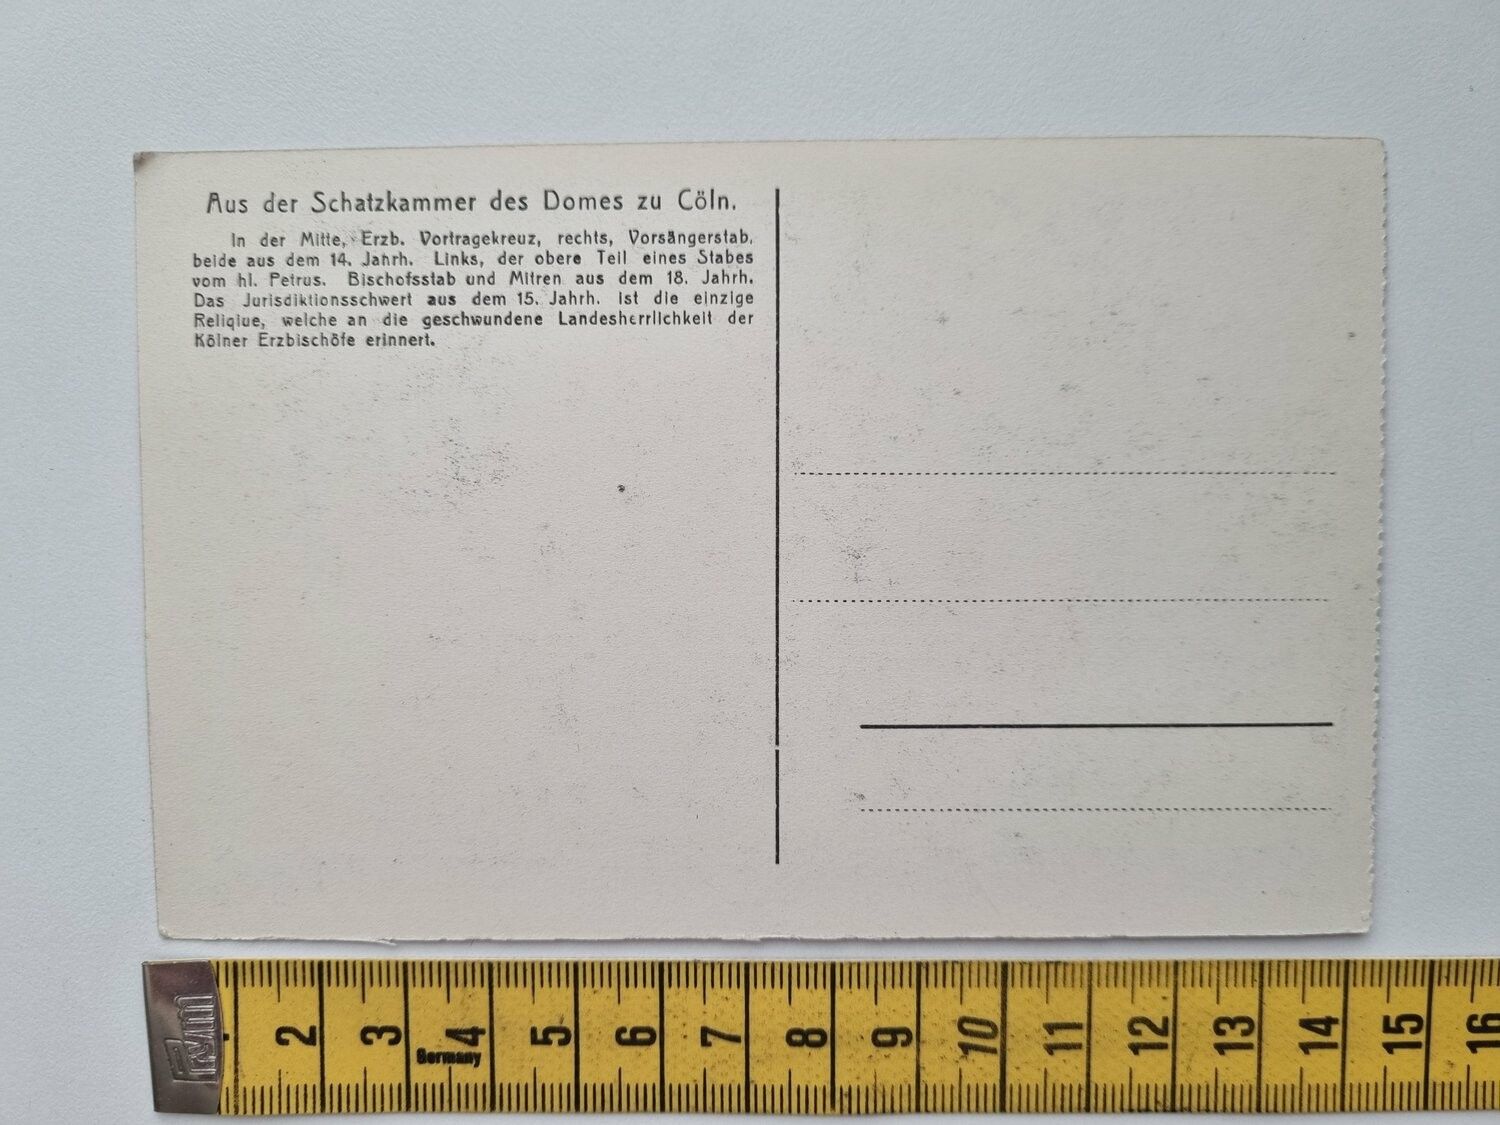 Aus der Schatzkammer des Domes zu Cöln.
In der Mitte, Erzb. Vortragekreuz, rechts, Vorsängerstab,
beide aus dem 14. Jahrh. Links, der obere Teil eines Stabes
vom hl. Petrus. Bischofsstab und Mitren aus dem 18. Jahrh.
Das Jurisdiktionsschwert aus dem 15. Jahrh. ist die einzige
Reliqiue, welche an die geschwundene Landesherrlichkeit der
Kölner Erzbischöfe erinnert.
Prym 2 3 4 5 6 7 8 9 10 11 12 13 14 15 16
Germany